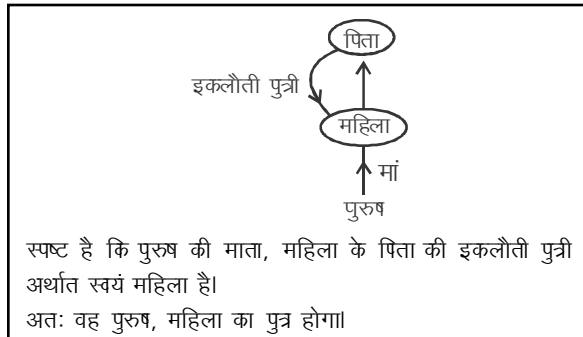 पिता
इकलौती पुत्री
महिला
मां
पुरुष
स्पष्ट है कि पुरुष की माता, महिला के पिता की इकलौती पुत्री
अर्थात स्वयं महिला है।
अतः वह पुरुष, महिला का पुत्र होगा।